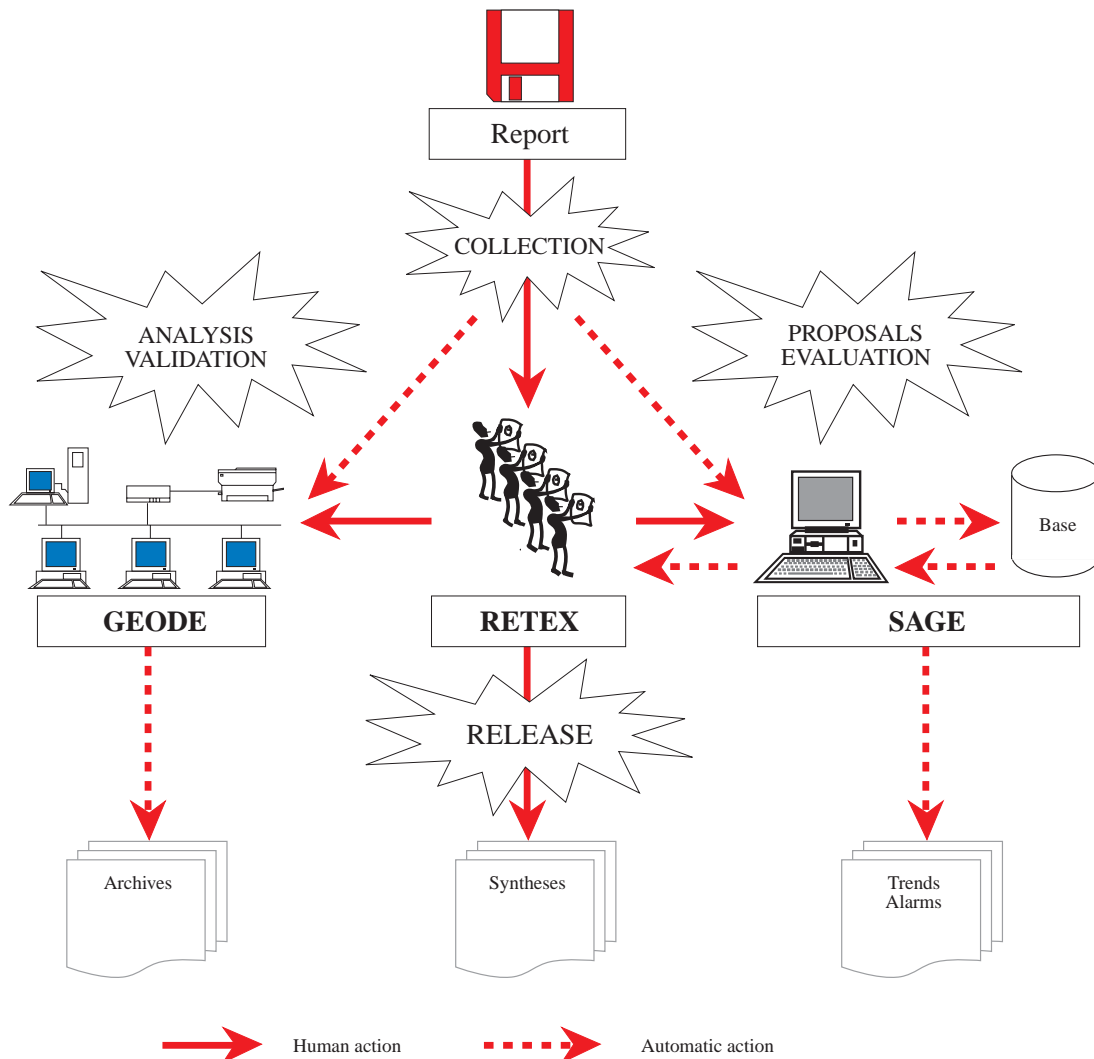 Report
COLLECTION
ANALYSIS
VALIDATION
PROPOSALS
EVALUATION
Base
GEODE
RETEX
SAGE
RELEASE
Archives
Syntheses
Trends
Alarms
Human action
Automatic action